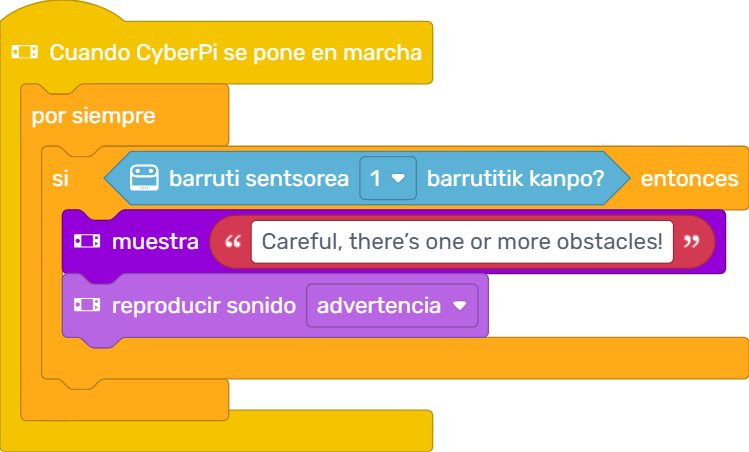 Cuando CyberPi se pone en marcha
por siempre
si barruti sentsorea 1 barrutitik kanpo? entonces
muestra “ Careful, there’s one or more obstacles! ”
reproducir sonido advertencia